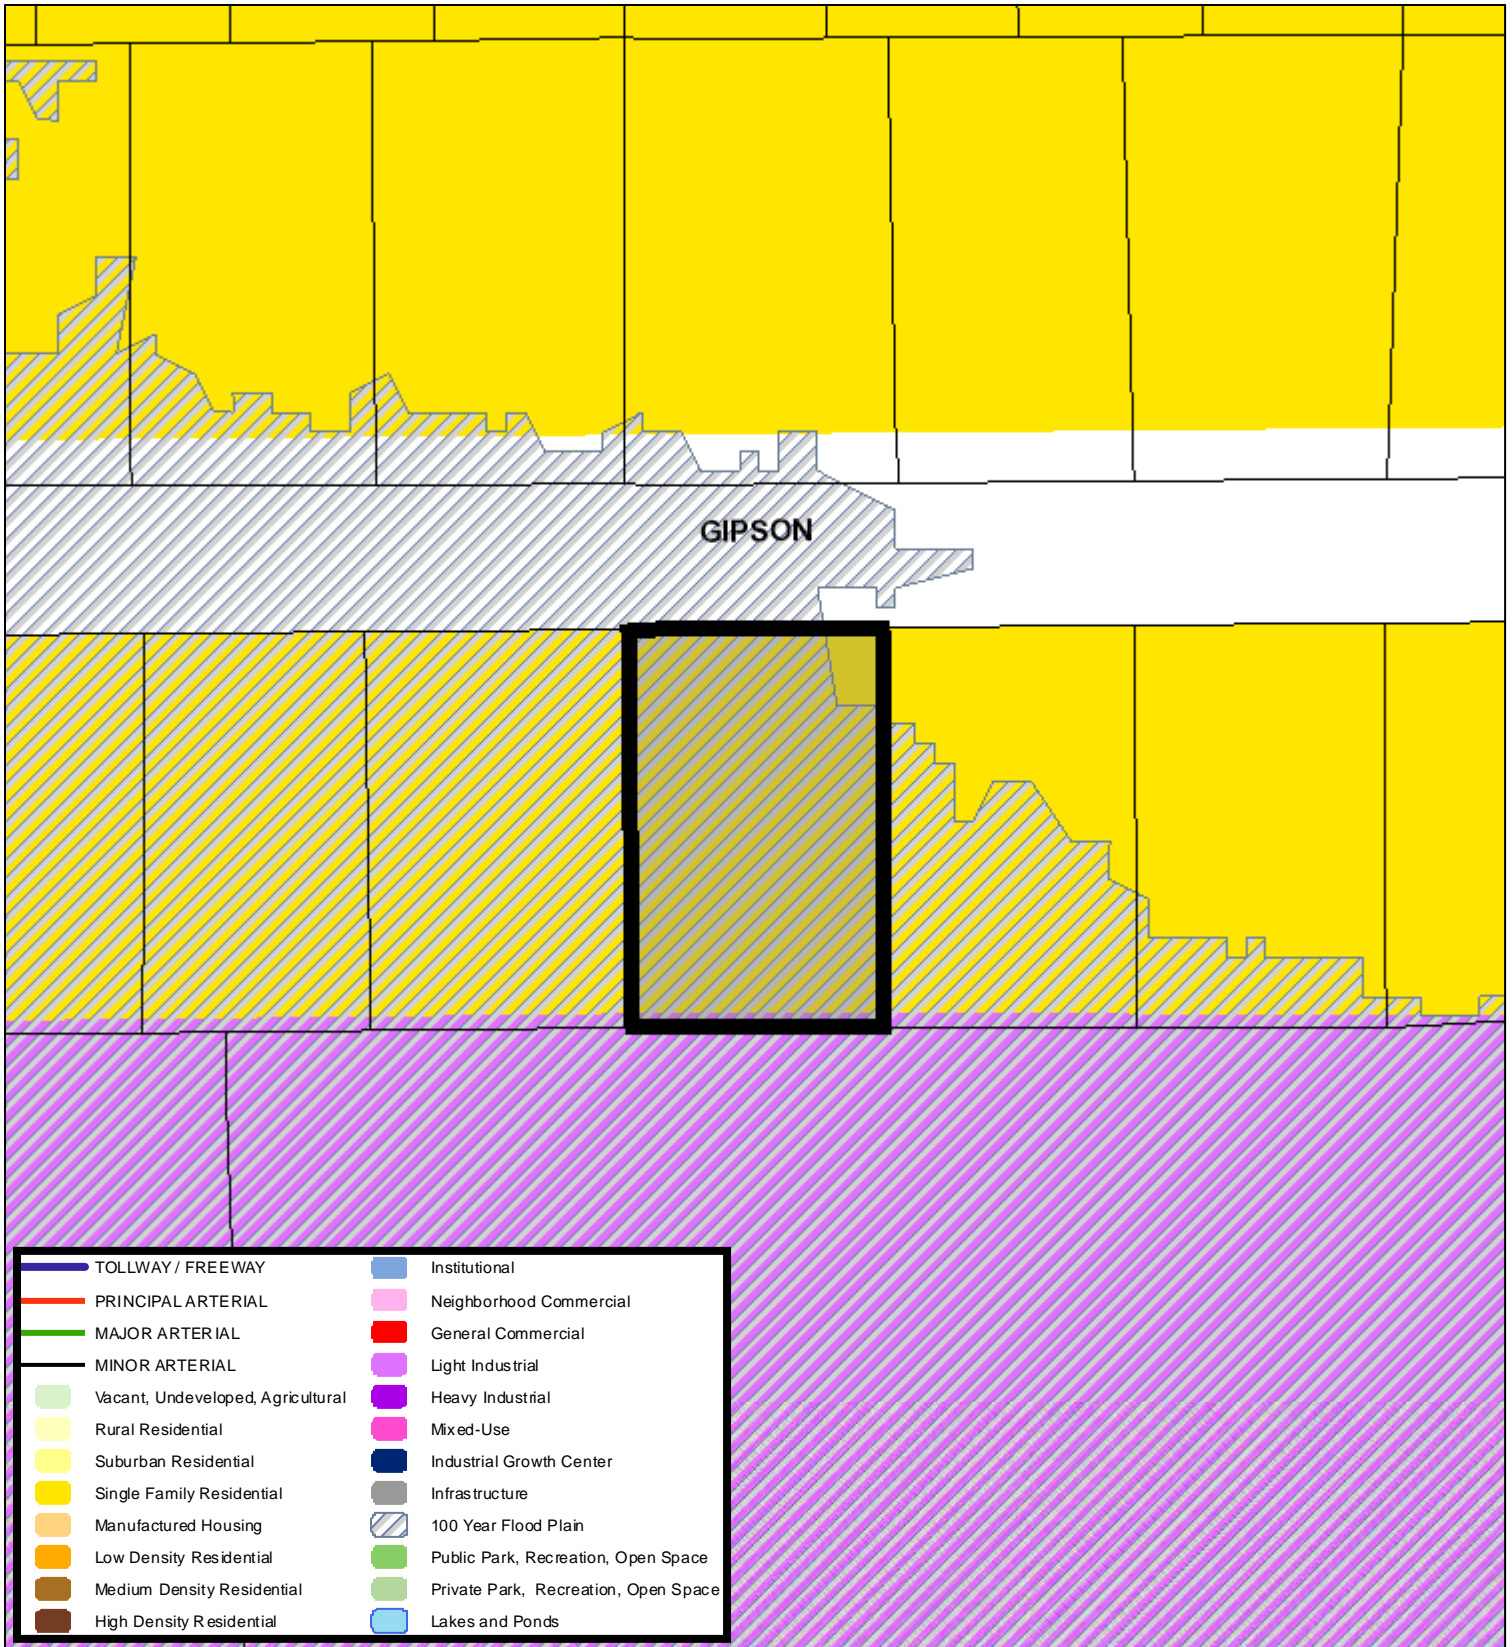 GIPSON
TOLLWAY / FREEWAY
PRINCIPAL ARTERIAL
MAJOR ARTERIAL
MINOR ARTERIAL
Vacant, Undeveloped, Agricultural
Rural Residential
Suburban Residential
Single Family Residential
Manufactured Housing
Low Density Residential
Medium Density Residential
High Density Residential
Institutional
Neighborhood Commercial
General Commercial
Light Industrial
Heavy Industrial
Mixed-Use
Industrial Growth Center
Infrastructure
100 Year Flood Plain
Public Park, Recreation, Open Space
Private Park, Recreation, Open Space
Lakes and Ponds